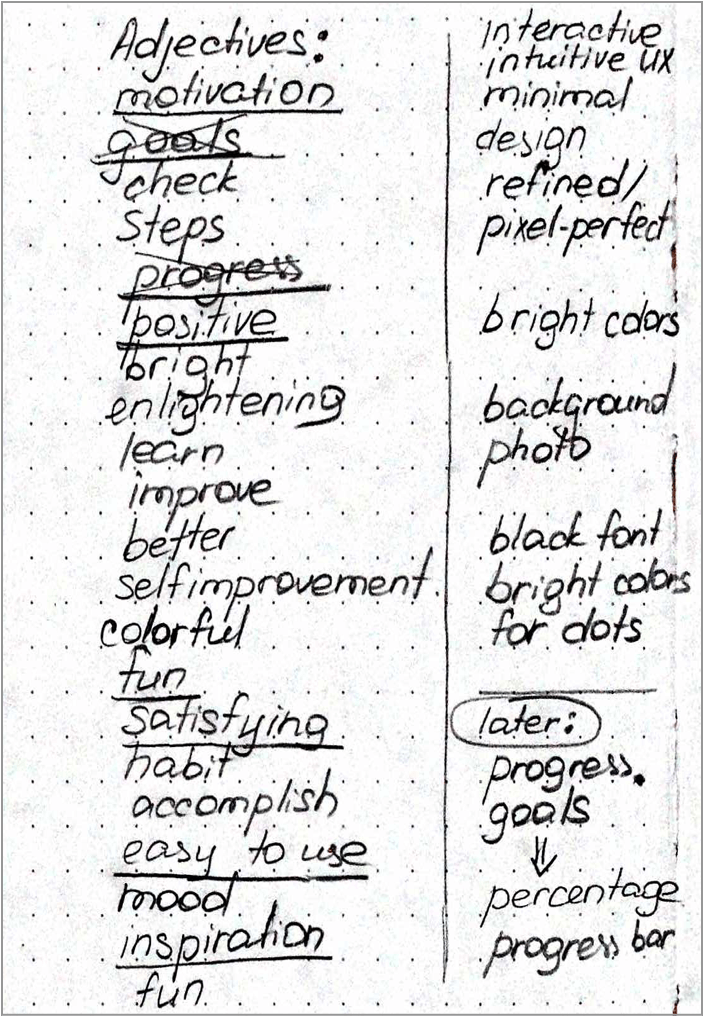 Adjectives:
motivation
goals
check
Steps
progress
positive
bright
enlightening
learn
improve
better
selfimprovement.
colorful
fun
Satisfying
habit
accomplish
easy to use
mood
inspiration
fun
interactive
intuitive UX
minimal
design
refined/
pixel-perfect
bright colors
background
photo
black font
bright colors
for dots
later:
progress.
goals
⇓
percentage
progress bar